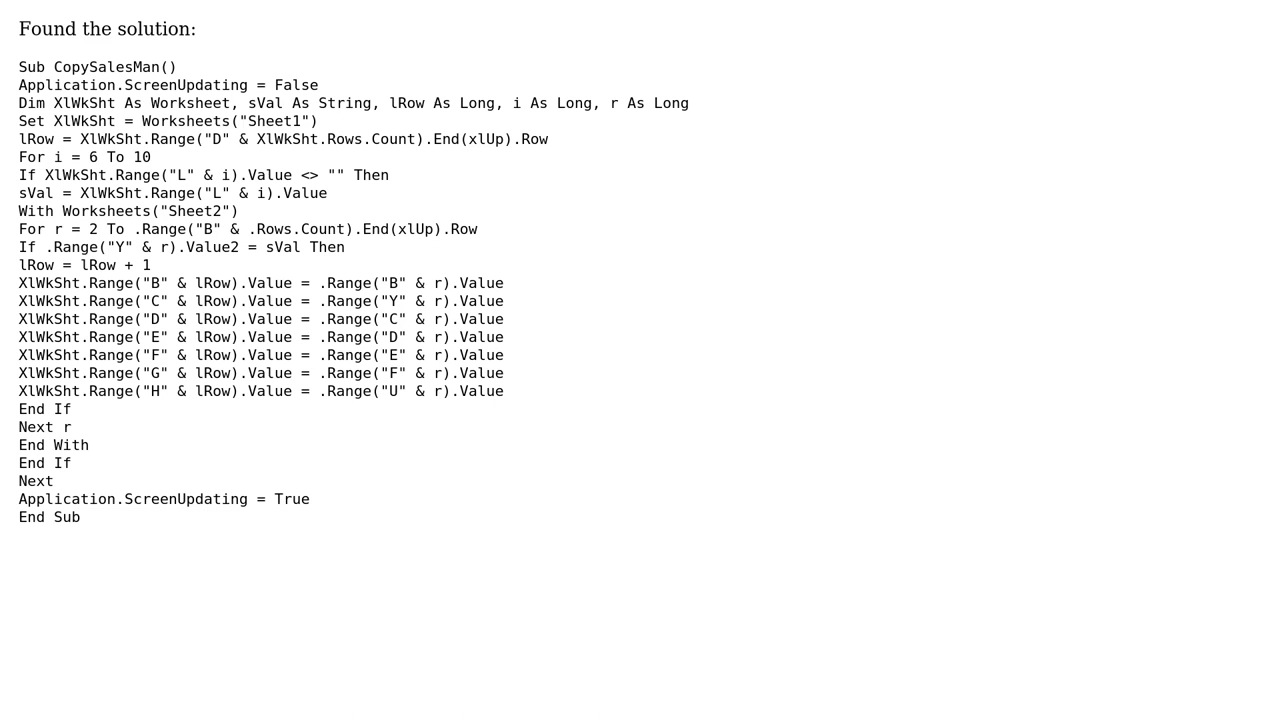 Found the solution:
Sub CopySalesMan()
Application.ScreenUpdating = False
Dim XlWkSht As Worksheet, sVal As String, lRow As Long, i As Long, r As Long
Set XlWkSht = Worksheets("Sheet1")
lRow = XlWkSht.Range("D" & XlWkSht.Rows.Count).End(xlUp).Row
For i = 6 To 10
If XlWkSht.Range("L" & i).Value <> "" Then
sVal = XlWkSht.Range("L" & i).Value
With Worksheets("Sheet2")
For r = 2 To .Range("B" & .Rows.Count).End(xlUp).Row
If .Range("Y" & r).Value2 = sVal Then
lRow = lRow + 1
XlWkSht.Range("B" & lRow).Value = .Range("B" & r).Value
XlWkSht.Range("C" & lRow).Value = .Range("Y" & r).Value
XlWkSht.Range("D" & lRow).Value = .Range("C" & r).Value
XlWkSht.Range("E" & lRow).Value = .Range("D" & r).Value
XlWkSht.Range("F" & lRow).Value = .Range("E" & r).Value
XlWkSht.Range("G" & lRow).Value = .Range("F" & r).Value
XlWkSht.Range("H" & lRow).Value = .Range("U" & r).Value
End If
Next r
End With
End If
Next
Application.ScreenUpdating = True
End Sub